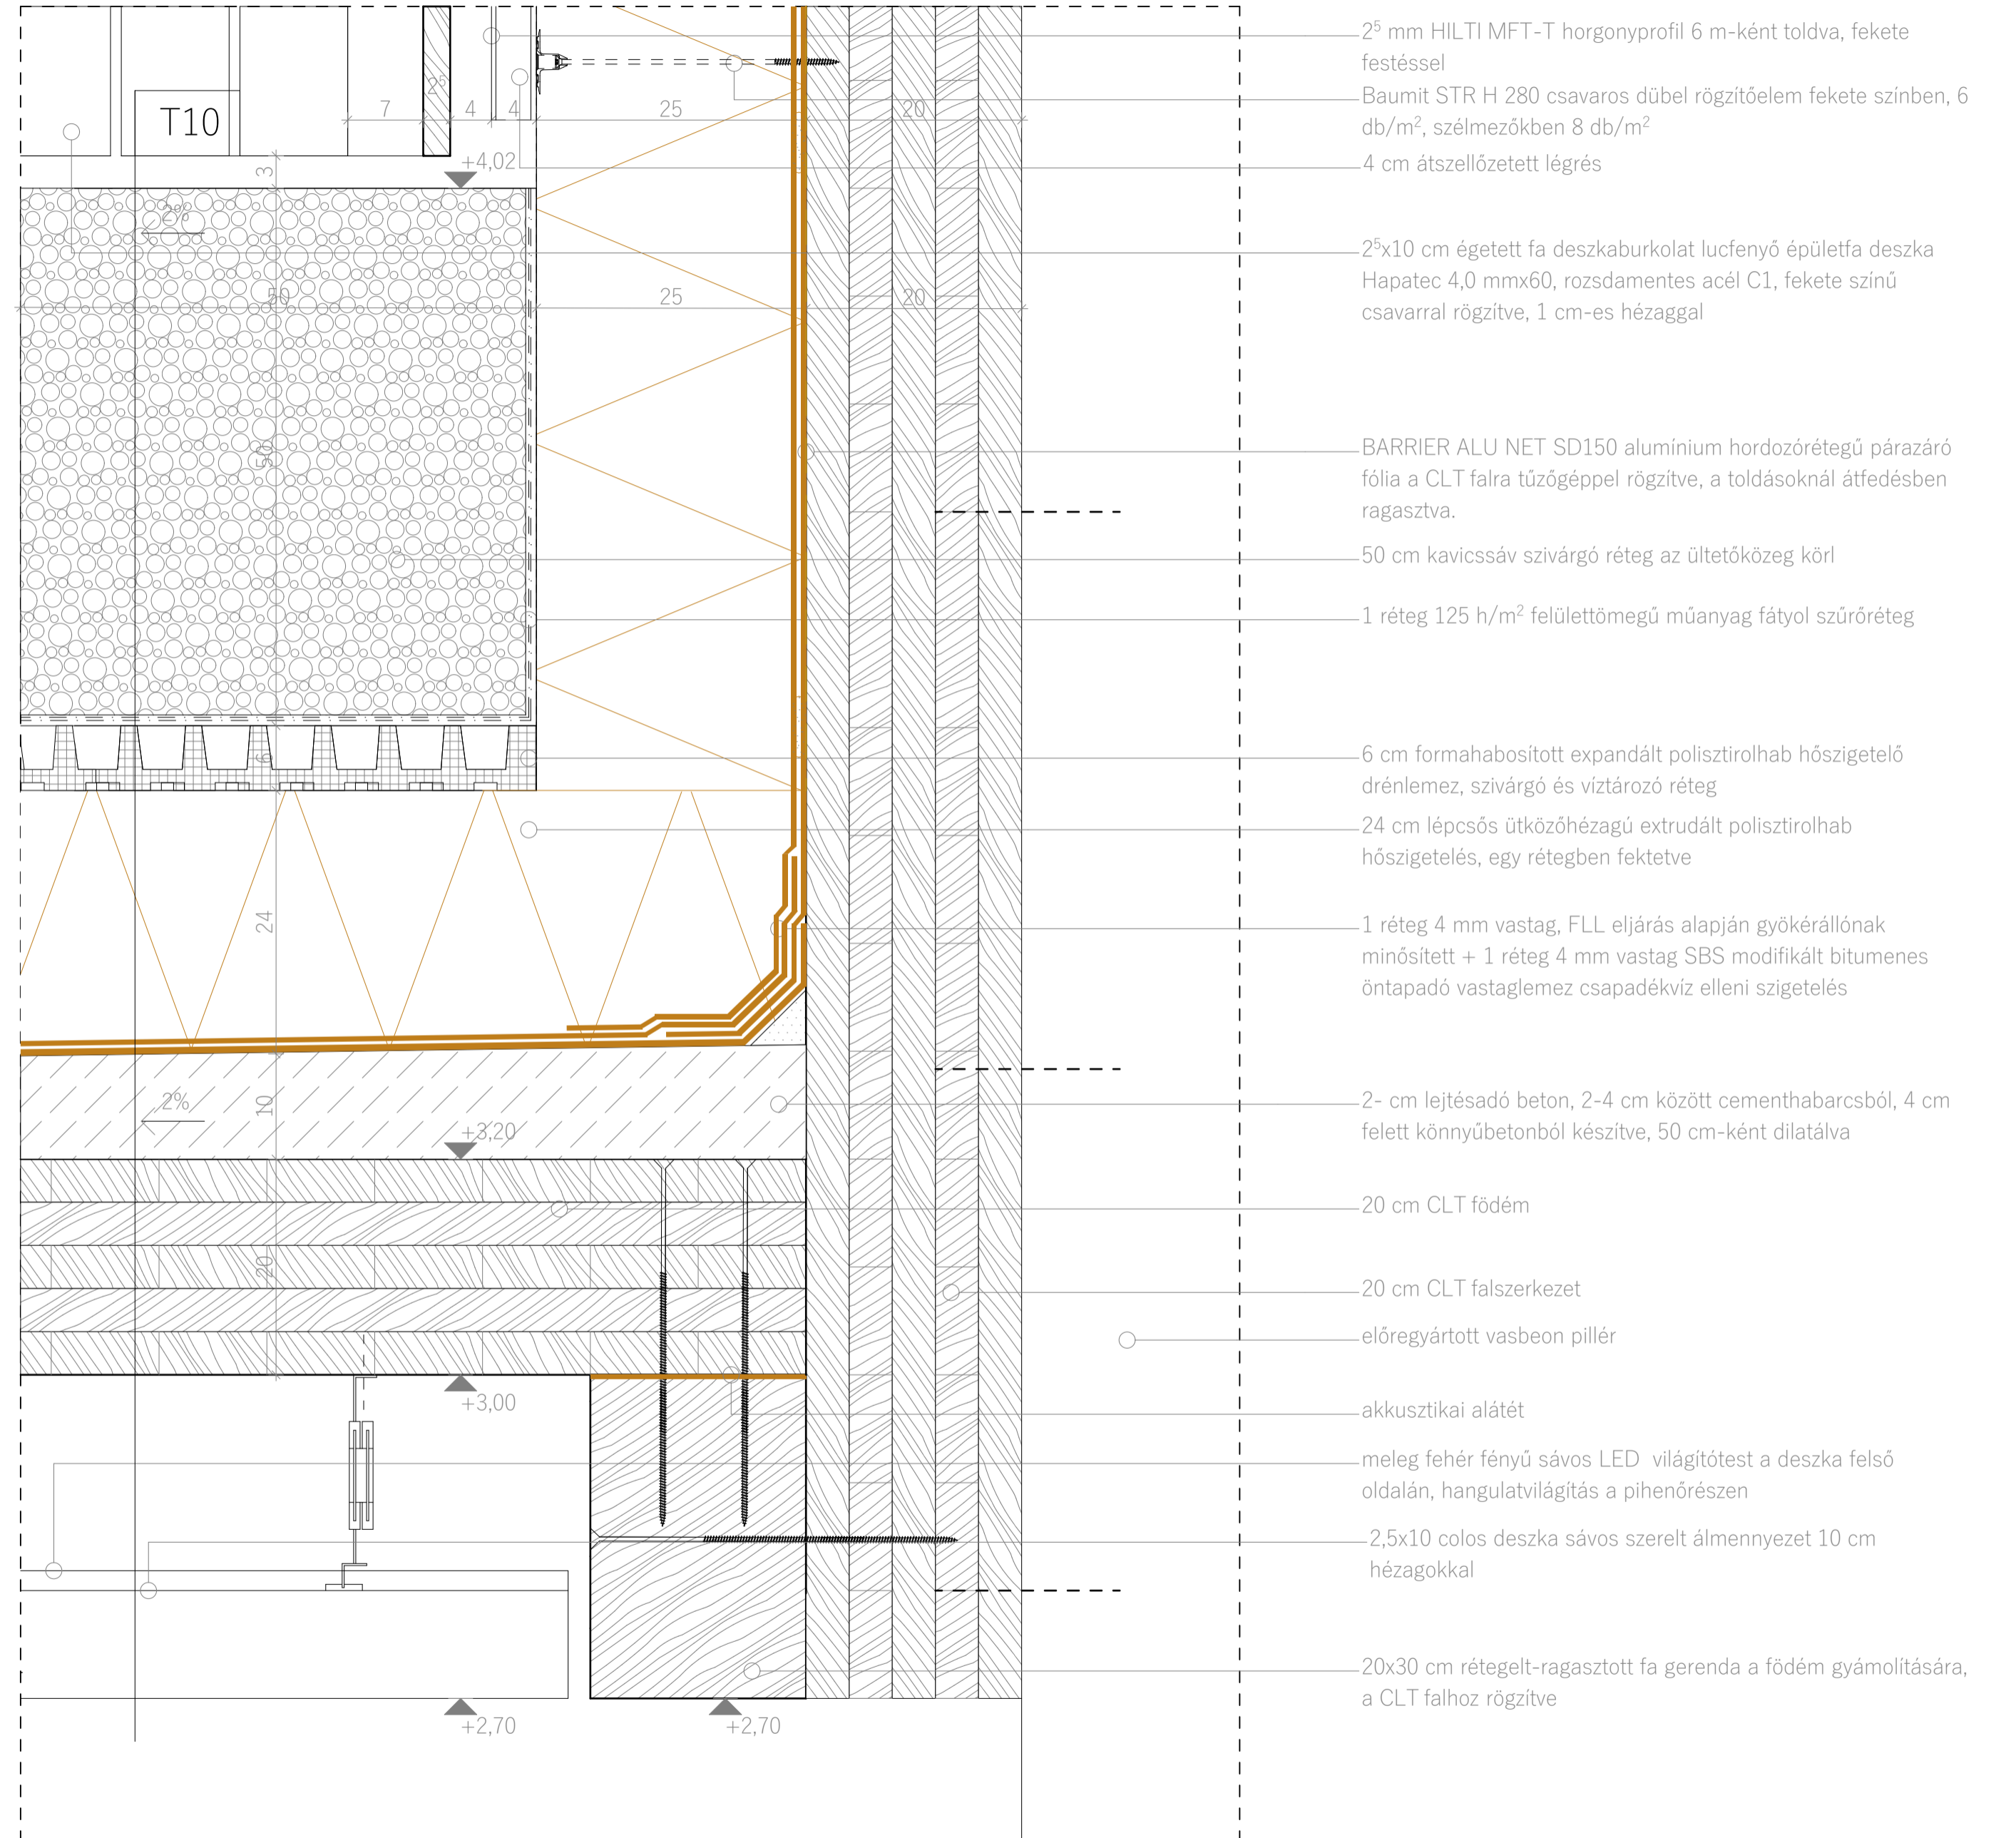 2⁵ mm HILTI MFT-T horgonyprofil 6 m-ként toldva, fekete
festéssel
Baumit STR H 280 csavaros dübel rögzítőelem fekete színben, 6
db/m², szélmezőkben 8 db/m²
4 cm átszellőzetett légrés
2⁵x10 cm égetett fa deszkaburkolat lucfenyő épületfa deszka
Hapatec 4,0 mmx60, rozsdamentes acél C1, fekete színű
csavarral rögzítve, 1 cm-es hézaggal
BARRIER ALU NET SD150 alumínium hordozórétegű párazáró
fólia a CLT falra tűzőgéppel rögzítve, a toldásoknál átfedésben
ragasztva.
50 cm kavicssáv szivárgó réteg az ültetőközeg körl
1 réteg 125 h/m² felülettömegű műanyag fátyol szűrőréteg
6 cm formahabosított expandált polisztirolhab hőszigetelő
drénlemez, szivárgó és víztározó réteg
24 cm lépcsős ütközőhézagú extrudált polisztirolhab
hőszigetelés, egy rétegben fektetve
1 réteg 4 mm vastag, FLL eljárás alapján gyökérállónak
minősített + 1 réteg 4 mm vastag SBS modifikált bitumenes
öntapadó vastaglemez csapadékvíz elleni szigetelés
2- cm lejtésadó beton, 2-4 cm között cementhabarcsból, 4 cm
felett könnyűbetonból készítve, 50 cm-ként dilatálva
20 cm CLT födém
20 cm CLT falszerkezet
előregyártott vasbeon pillér
akkusztikai alátét
meleg fehér fényű sávos LED  világítótest a deszka felső
oldalán, hangulatvilágítás a pihenőrészen
2,5x10 colos deszka sávos szerelt álmennyezet 10 cm
hézagokkal
20x30 cm rétegelt-ragasztott fa gerenda a födém gyámolítására,
a CLT falhoz rögzítve
T10
7
2⁵
4
4
25
20
3
+4,02
2%
50
25
20
50
6
24
2%
10
+3,20
20
+3,00
+2,70
+2,70